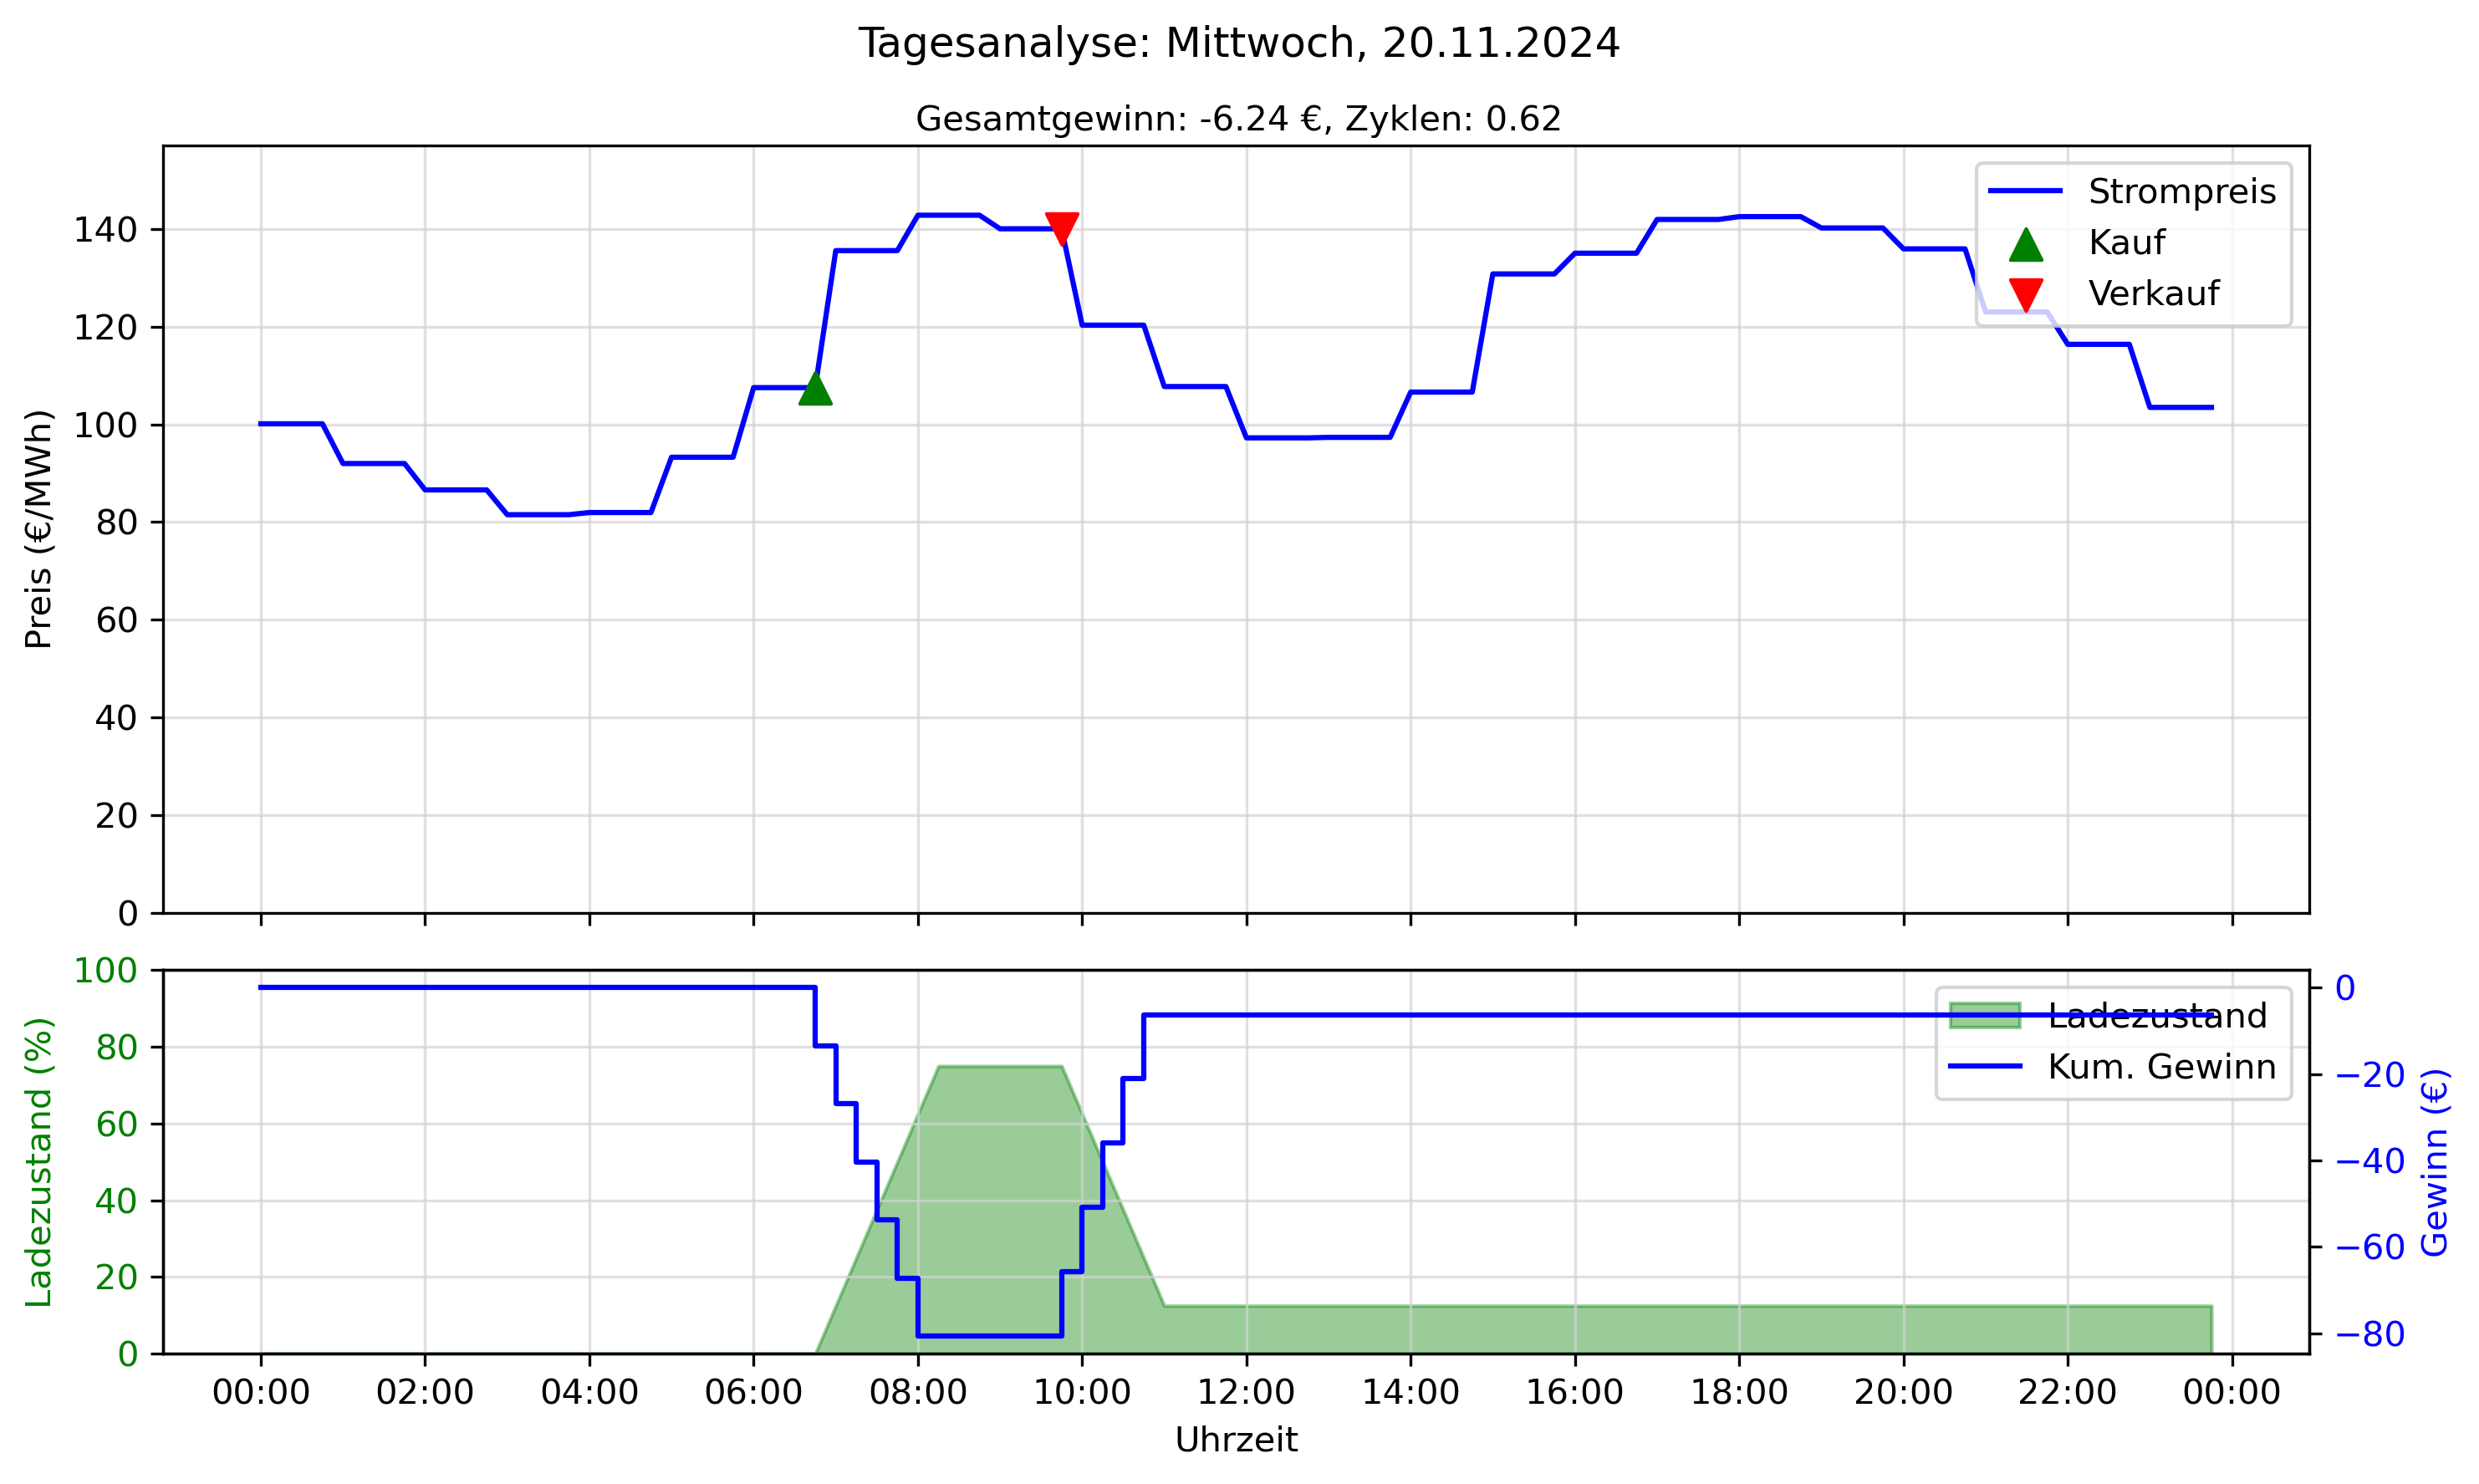 Tagesanalyse: Mittwoch, 20.11.2024
Gesamtgewinn: -6.24 €, Zyklen: 0.62
Preis (€/MWh)
140
120
100
80
60
40
20
0
Strompreis
Kauf
Verkauf
Ladezustand (%)
100
80
60
40
20
0
Ladezustand
Kum. Gewinn
0
−20
−40
−60
−80
Gewinn (€)
00:00 02:00 04:00 06:00 08:00 10:00 12:00 14:00 16:00 18:00 20:00 22:00 00:00
Uhrzeit